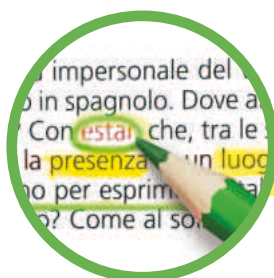 impersonale del
in spagnolo. Dove a
Con estar che, tra le s
la presenza un luog
no per esprim
? Come al so